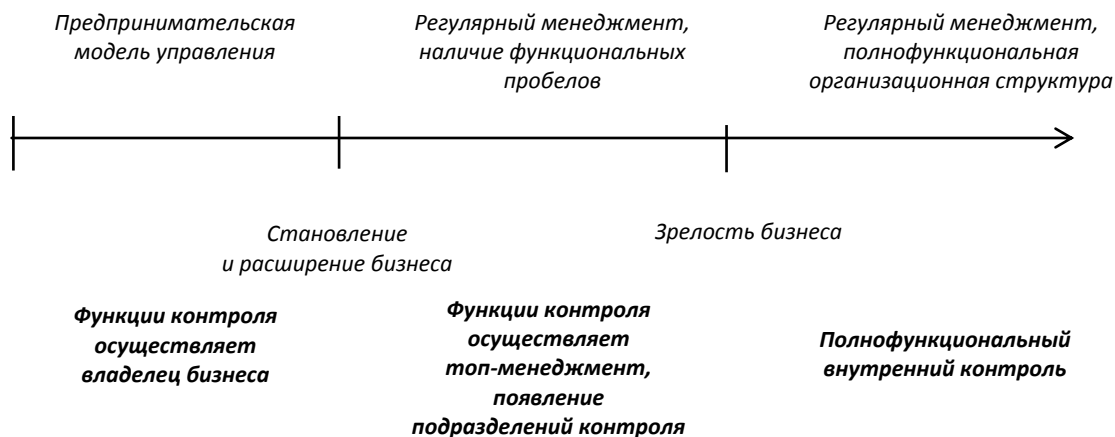 Предпринимательская
модель управления
Регулярный менеджмент,
наличие функциональных
пробелов
Регулярный менеджмент,
полнофункциональная
организационная структура
Становление
и расширение бизнеса
Зрелость бизнеса
Функции контроля
осуществляет
владелец бизнеса
Функции контроля
осуществляет
топ-менеджмент,
появление
подразделений контроля
Полнофункциональный
внутренний контроль